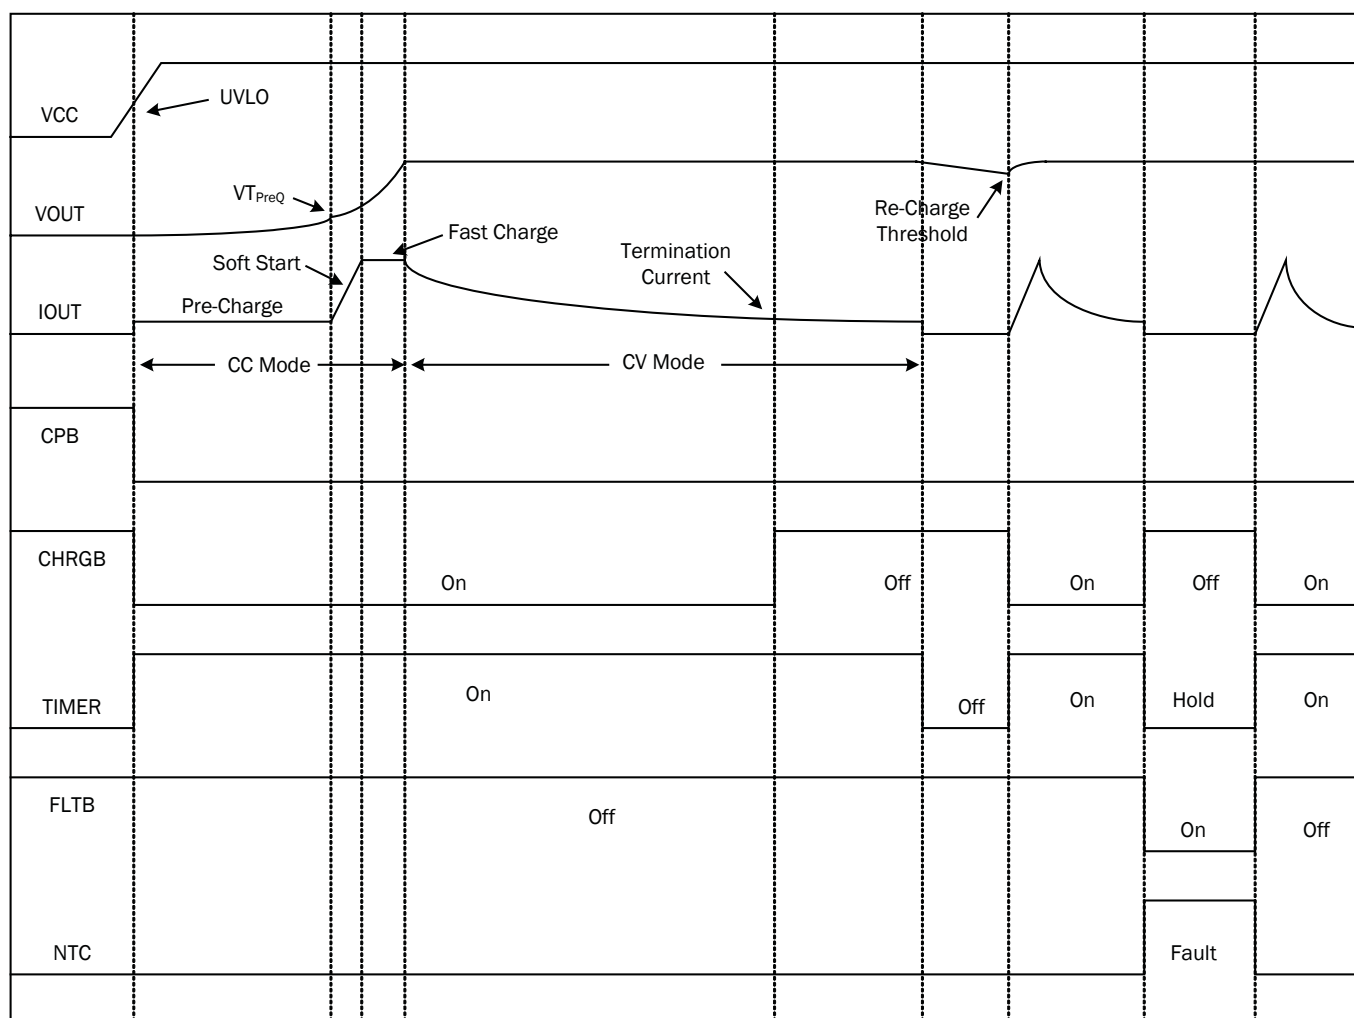 VCC
UVLO
VOUT
VTPreQ
Re-Charge
Threshold
IOUT
Soft Start
Fast Charge
Pre-Charge
Termination
Current
CC Mode
CV Mode
CPB
CHRGB
On
Off
On
Off
On
TIMER
On
Off
On
Hold
On
FLTB
Off
On
Off
NTC
Fault